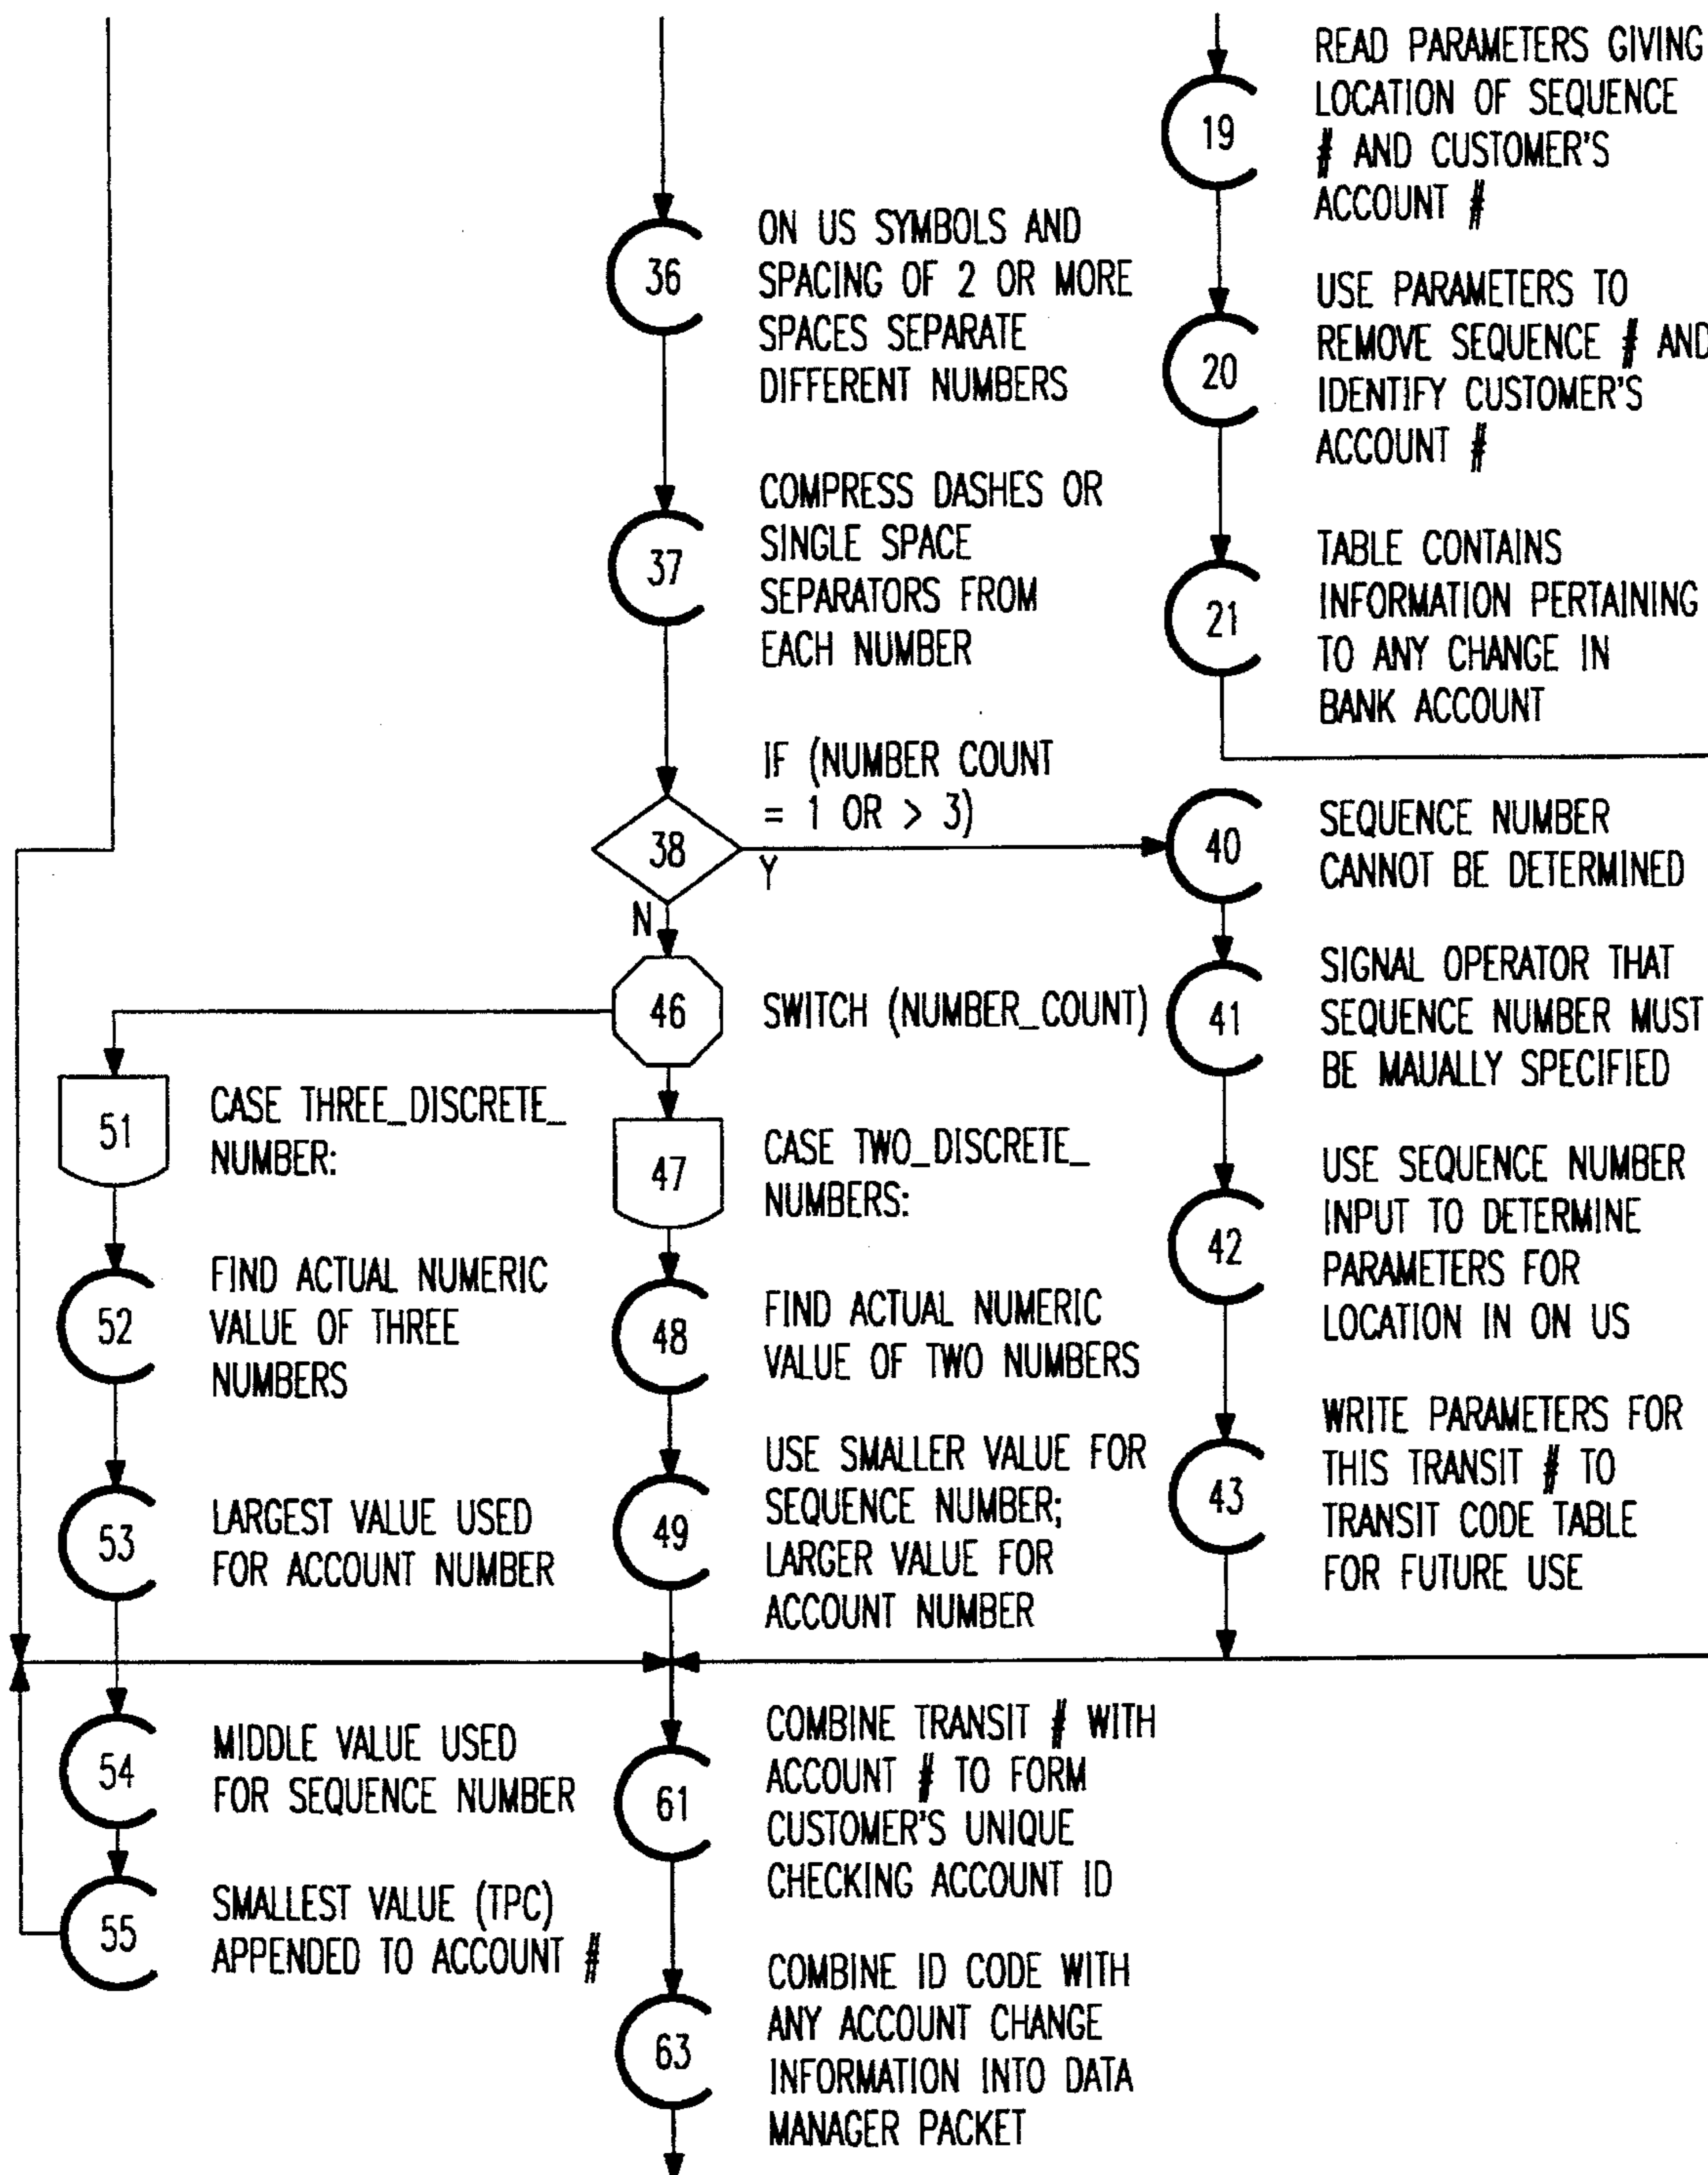 19
READ PARAMETERS GIVING
LOCATION OF SEQUENCE
# AND CUSTOMER'S
ACCOUNT #
36
ON US SYMBOLS AND
SPACING OF 2 OR MORE
SPACES SEPARATE
DIFFERENT NUMBERS
20
USE PARAMETERS TO
REMOVE SEQUENCE # AND
IDENTIFY CUSTOMER'S
ACCOUNT #
37
COMPRESS DASHES OR
SINGLE SPACE
SEPARATORS FROM
EACH NUMBER
21
TABLE CONTAINS
INFORMATION PERTAINING
TO ANY CHANGE IN
BANK ACCOUNT
38
IF (NUMBER COUNT
= 1 OR > 3)
Y
N
40
SEQUENCE NUMBER
CANNOT BE DETERMINED
46
SWITCH (NUMBER_COUNT)
41
SIGNAL OPERATOR THAT
SEQUENCE NUMBER MUST
BE MAUALLY SPECIFIED
51
CASE THREE_DISCRETE_
NUMBER:
47
CASE TWO_DISCRETE_
NUMBERS:
42
USE SEQUENCE NUMBER
INPUT TO DETERMINE
PARAMETERS FOR
LOCATION IN ON US
52
FIND ACTUAL NUMERIC
VALUE OF THREE
NUMBERS
48
FIND ACTUAL NUMERIC
VALUE OF TWO NUMBERS
43
WRITE PARAMETERS FOR
THIS TRANSIT # TO
TRANSIT CODE TABLE
FOR FUTURE USE
53
LARGEST VALUE USED
FOR ACCOUNT NUMBER
49
USE SMALLER VALUE FOR
SEQUENCE NUMBER;
LARGER VALUE FOR
ACCOUNT NUMBER
54
MIDDLE VALUE USED
FOR SEQUENCE NUMBER
61
COMBINE TRANSIT # WITH
ACCOUNT # TO FORM
CUSTOMER'S UNIQUE
CHECKING ACCOUNT ID
55
SMALLEST VALUE (TPC)
APPENDED TO ACCOUNT #
63
COMBINE ID CODE WITH
ANY ACCOUNT CHANGE
INFORMATION INTO DATA
MANAGER PACKET